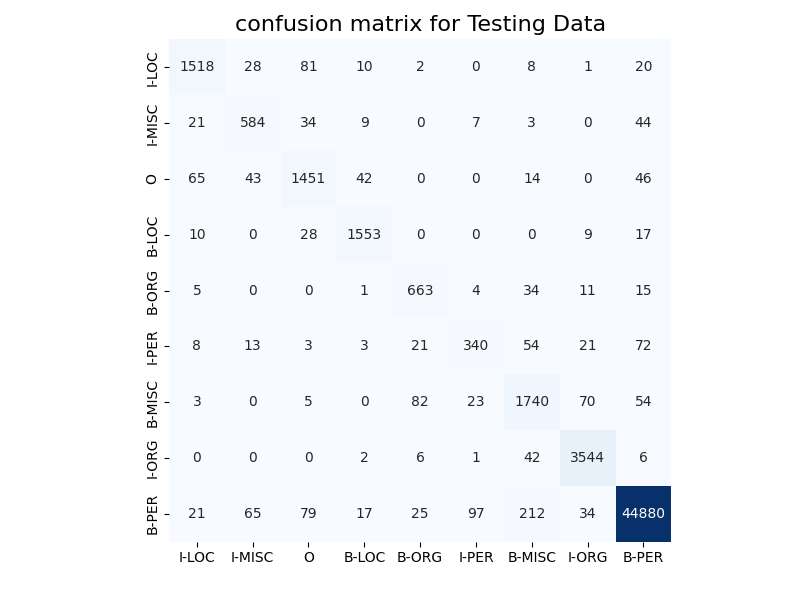 confusion matrix for Testing Data
I-LOC 1518 28 81 10 2 0 8 1 20
I-MISC 21 584 34 9 0 7 3 0 44
O 65 43 1451 42 0 0 14 0 46
B-LOC 10 0 28 1553 0 0 0 9 17
B-ORG 5 0 0 1 663 4 34 11 15
I-PER 8 13 3 3 21 340 54 21 72
B-MISC 3 0 5 0 82 23 1740 70 54
I-ORG 0 0 0 2 6 1 42 3544 6
B-PER 21 65 79 17 25 97 212 34 44880
I-LOC I-MISC O B-LOC B-ORG I-PER B-MISC I-ORG B-PER